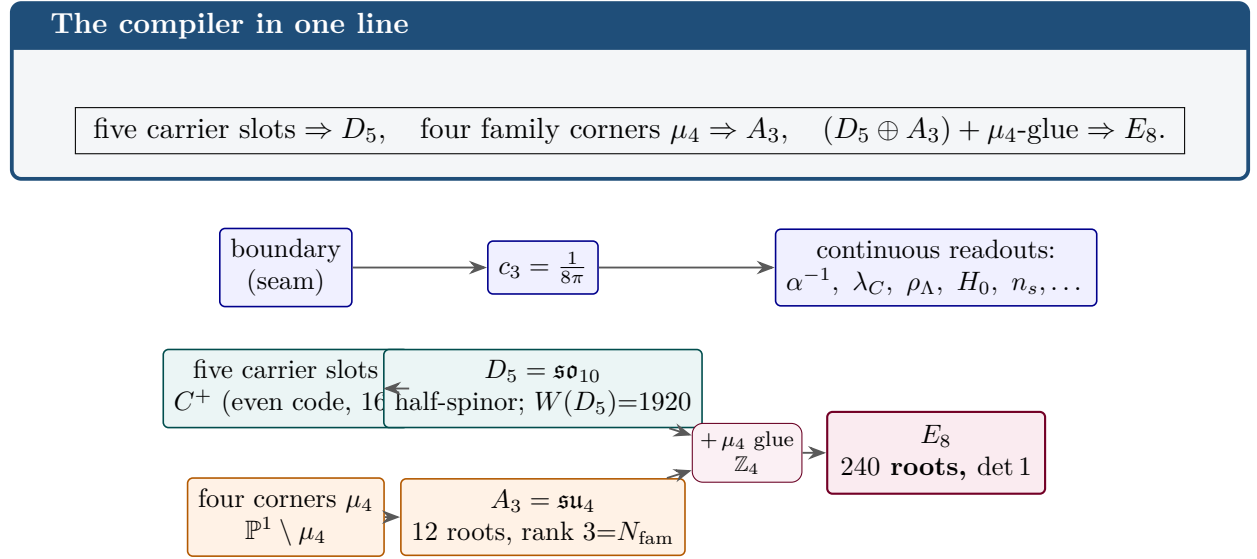 The compiler in one line
five carrier slots ⇒ D₅, four family corners μ₄ ⇒ A₃, (D₅ ⊕ A₃) + μ₄-glue ⇒ E₈.
boundary
(seam)
c₃ = 1/8π
continuous readouts:
α⁻¹, λ_C, ρ_Λ, H₀, n_s, …
five carrier slots
C⁺ (even code, 16
D₅ = 𝔰𝔬₁₀
half-spinor; W(D₅)=1920
+ μ₄ glue
ℤ₄
E₈
240 roots, det 1
four corners μ₄
ℙ¹ \ μ₄
A₃ = 𝔰𝔲₄
12 roots, rank 3=N_fam